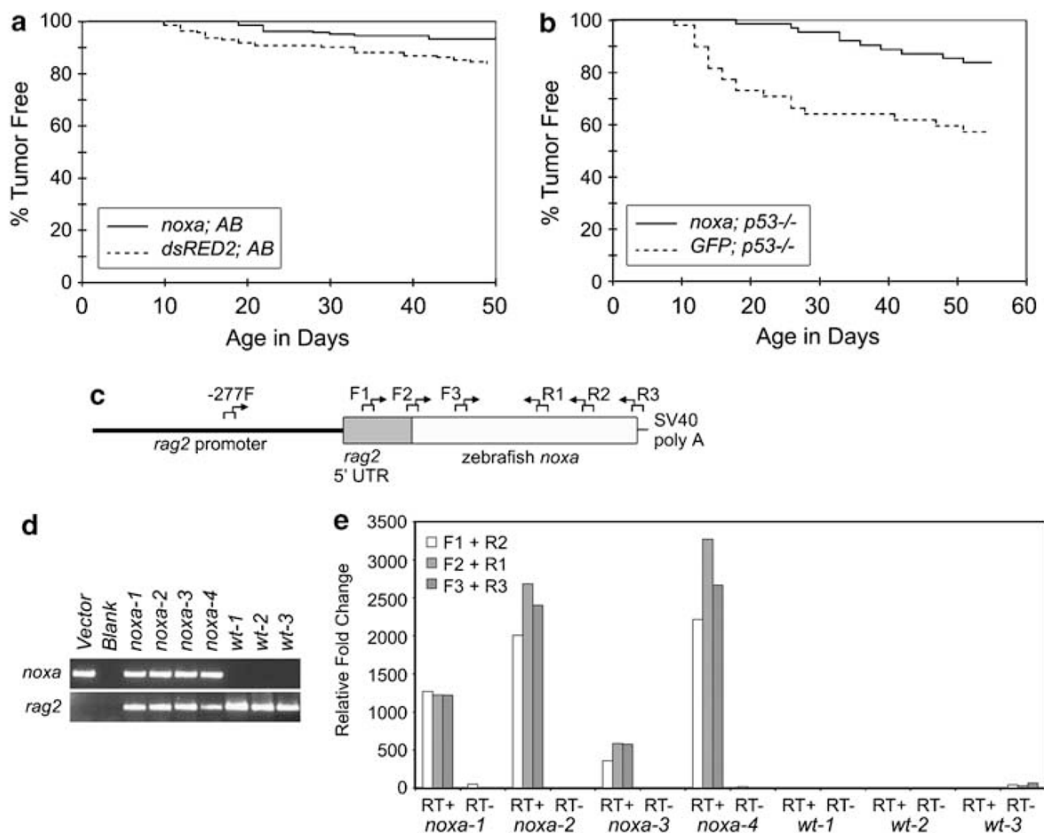 a
% Tumor Free
100
80
60
40
20
0
noxa; AB
dsRED2; AB
0 10 20 30 40 50
Age in Days
b
% Tumor Free
100
80
60
40
20
0
noxa; p53-/-
GFP; p53-/-
0 10 20 30 40 50 60
Age in Days
c
-277F F1 F2 F3 R1 R2 R3
SV40
poly A
rag2 promoter
rag2
5' UTR
zebrafish noxa
d
Vector Blank noxa-1 noxa-2 noxa-3 noxa-4 wt-1 wt-2 wt-3
noxa
rag2
e
Relative Fold Change
3500
3000
2500
2000
1500
1000
500
0
F1 + R2
F2 + R1
F3 + R3
RT+ RT- RT+ RT- RT+ RT- RT+ RT- RT+ RT- RT+ RT- RT+ RT-
noxa-1 noxa-2 noxa-3 noxa-4 wt-1 wt-2 wt-3